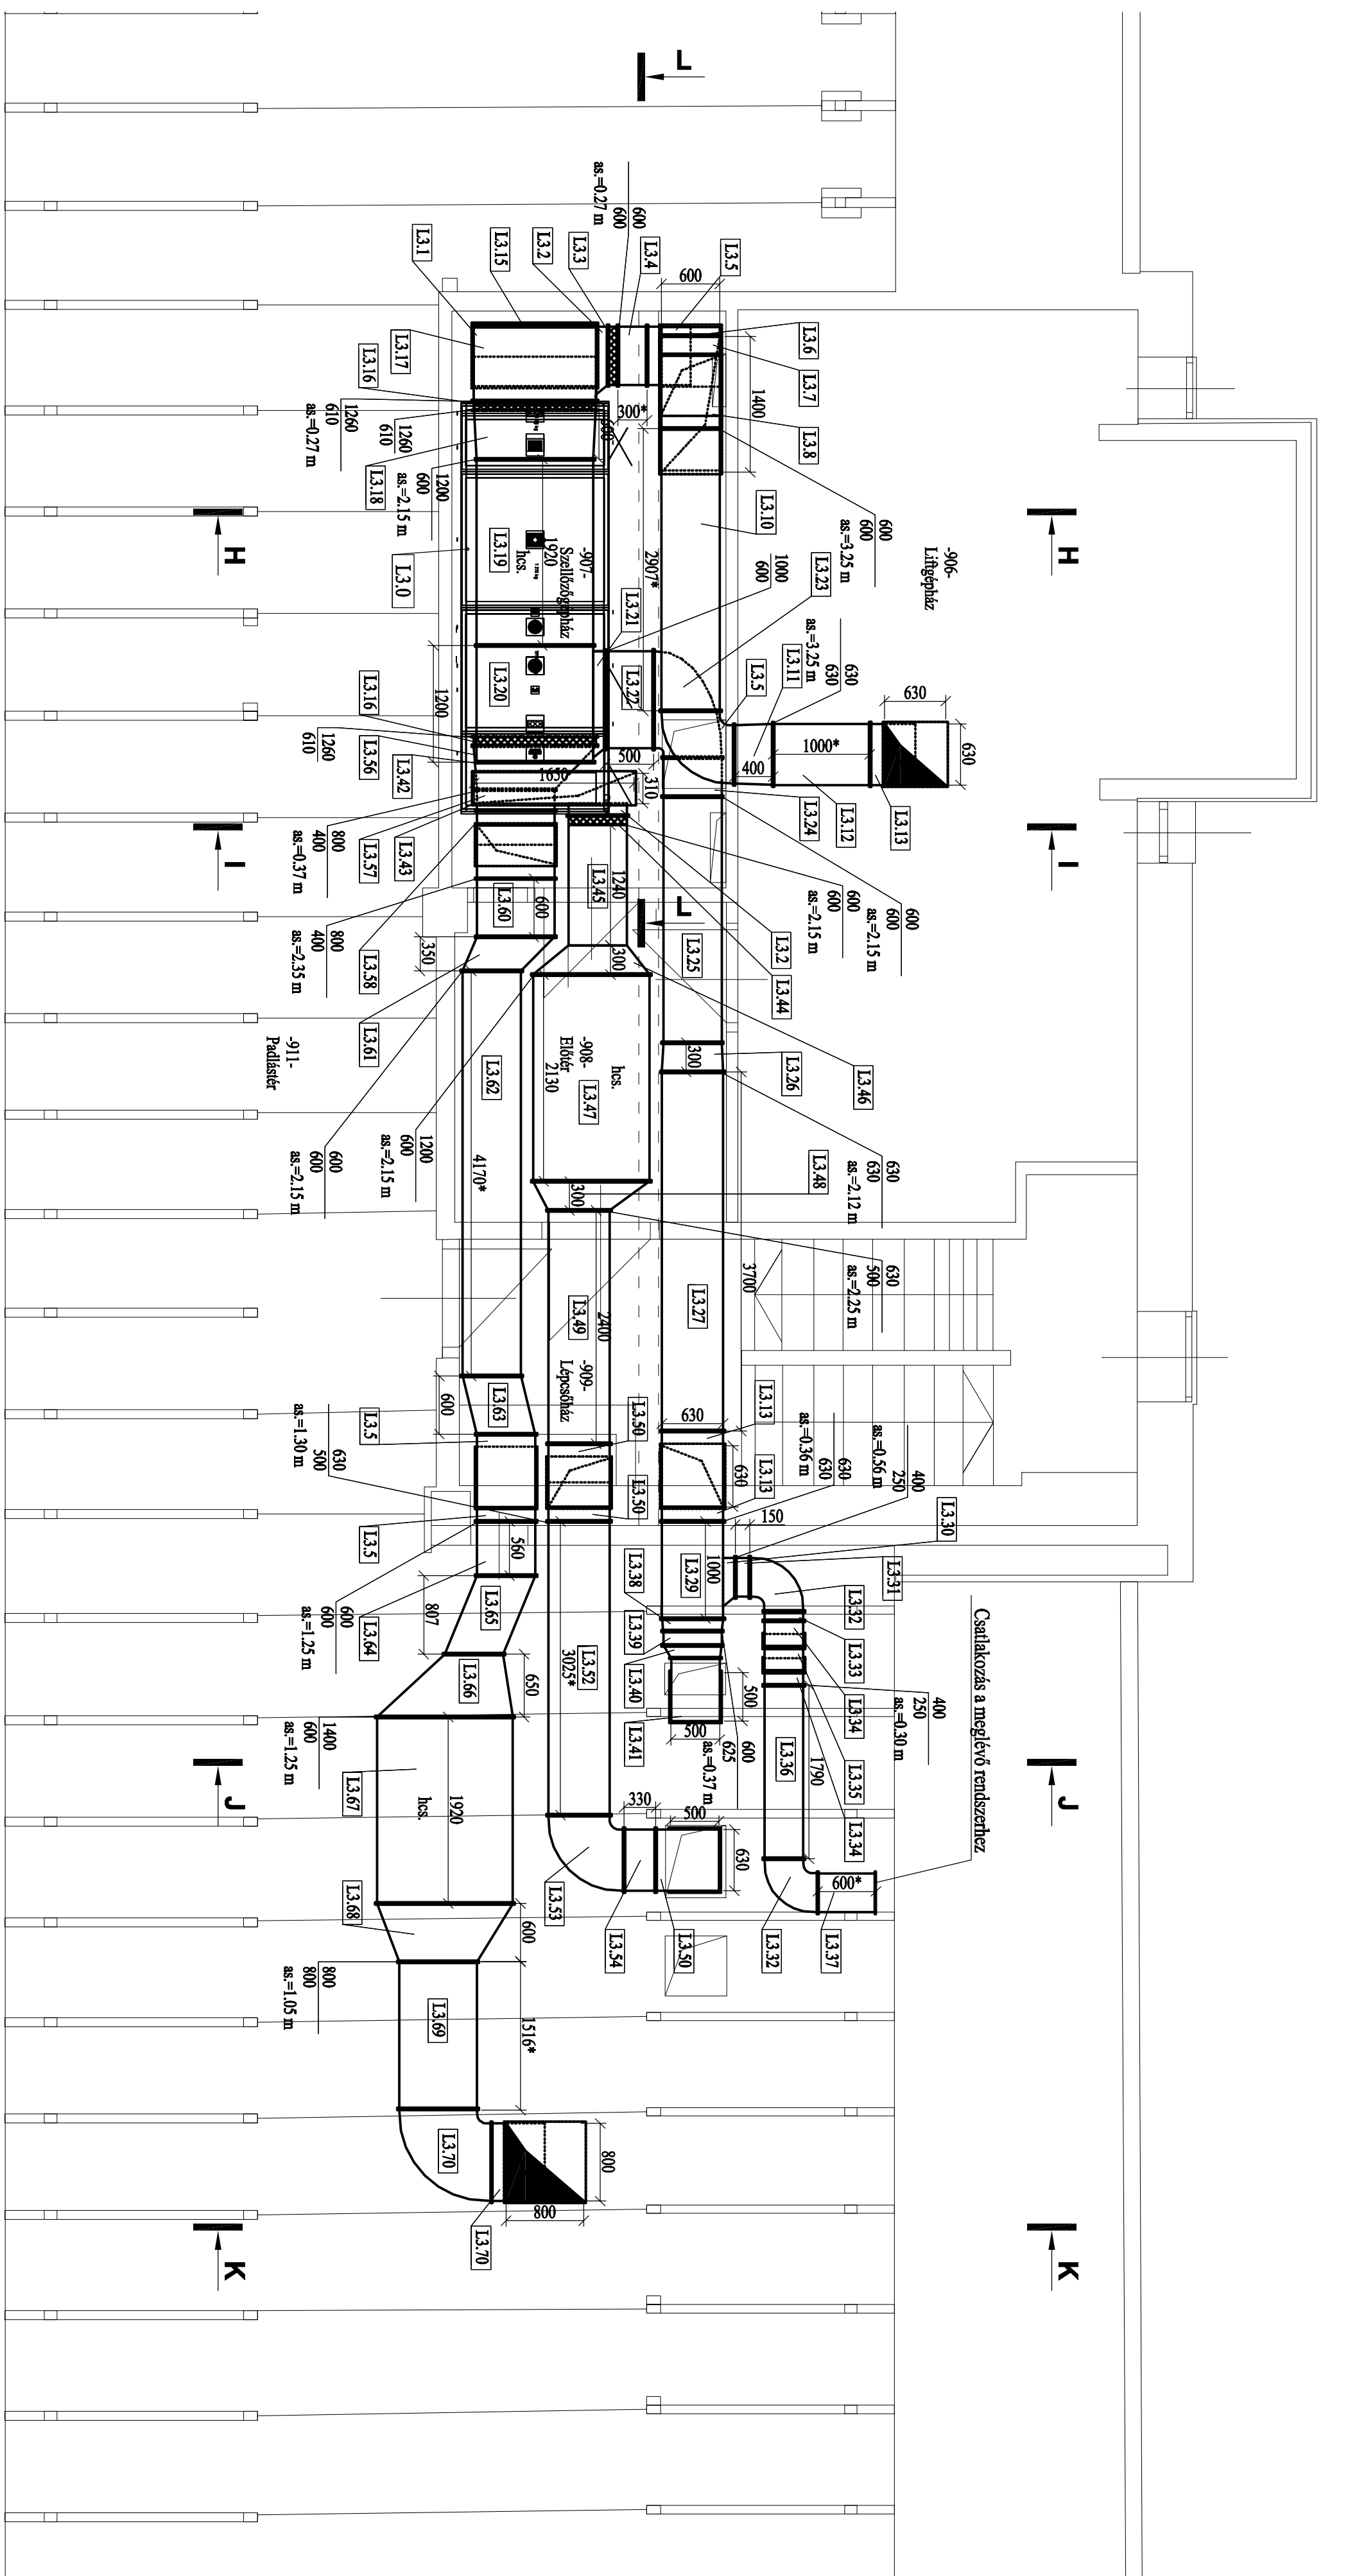 L
L
H
H
I
I
J
J
K
K
-906-
Liftgépház
-907-
Szellőzőgépház
hcs.
-908-
Előtér
hcs.
-909-
Lépcsőház
-911-
Padlástér
hcs.
Csatlakozás a meglévő rendszerhez
L3.1
L3.15
L3.2
L3.3
L3.4
L3.5
L3.6
L3.7
L3.8
L3.10
L3.23
L3.11
L3.5
L3.12
L3.13
L3.24
L3.17
L3.16
L3.18
L3.19
L3.0
L3.20
L3.21
L3.22
L3.16
L3.56
L3.42
L3.43
L3.57
L3.58
L3.60
L3.61
L3.45
L3.25
L3.2
L3.44
L3.26
L3.46
L3.47
L3.48
L3.62
L3.27
L3.49
L3.13
L3.13
L3.50
L3.50
L3.63
L3.5
L3.5
L3.64
L3.65
L3.66
L3.38
L3.39
L3.29
L3.40
L3.41
L3.30
L3.31
L3.32
L3.33
L3.34
L3.35
L3.34
L3.36
L3.32
L3.37
L3.52
L3.53
L3.54
L3.50
L3.67
L3.68
L3.69
L3.70
L3.70
600
600
as.=0.27 m
600
1400
300*
2907*
1260
610
as.=0.27 m
1260
610
1200
600
as.=2.15 m
1920
1200
1260
610
1000
600
600
600
as.=3.25 m
630
630
as.=3.25 m
630
630
1000*
400
500
1650
310
800
400
as.=0.37 m
800
400
as.=2.35 m
600
350
1240
300
600
600
as.=2.15 m
600
600
as.=2.15 m
300
630
630
as.=2.12 m
630
500
as.=2.25 m
1200
600
as.=2.15 m
600
600
as.=2.15 m
2130
300
4170*
3700
2400
600
630
630
630
630
as.=0.36 m
400
250
as.=0.56 m
150
630
500
as.=1.30 m
600
600
as.=1.25 m
560
807
650
1000
3025*
500
500
600
625
as.=0.37 m
400
250
as.=0.30 m
1790
600*
330
500
630
1400
600
as.=1.25 m
1920
600
800
800
as.=1.05 m
1516*
800
800